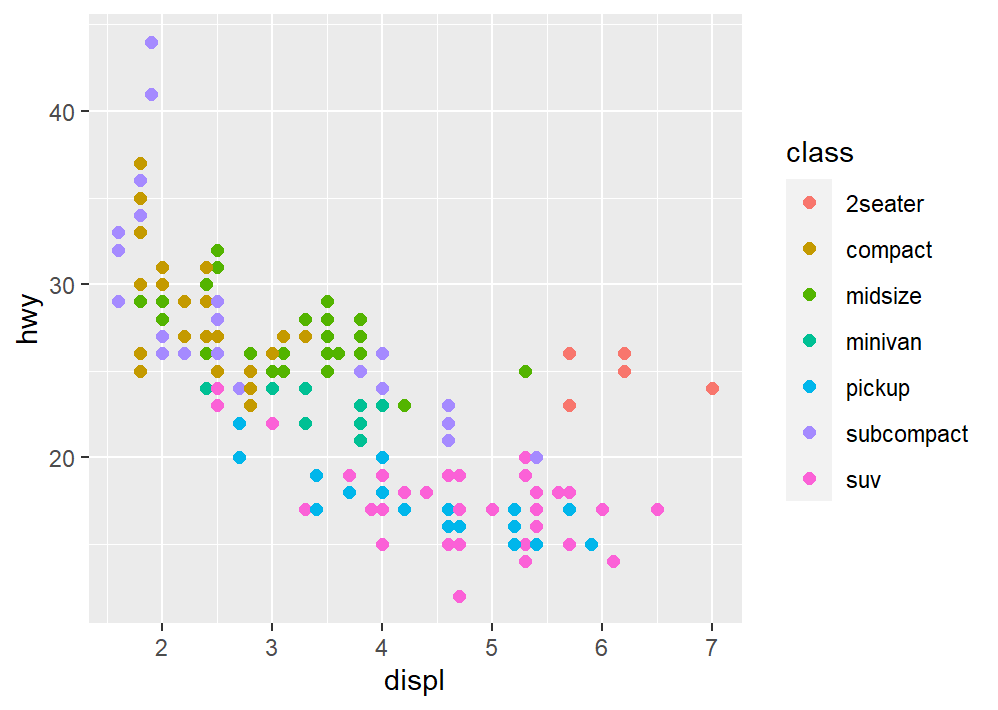 hwy
40
30
20
2 3 4 5 6 7
displ
class
2seater
compact
midsize
minivan
pickup
subcompact
suv